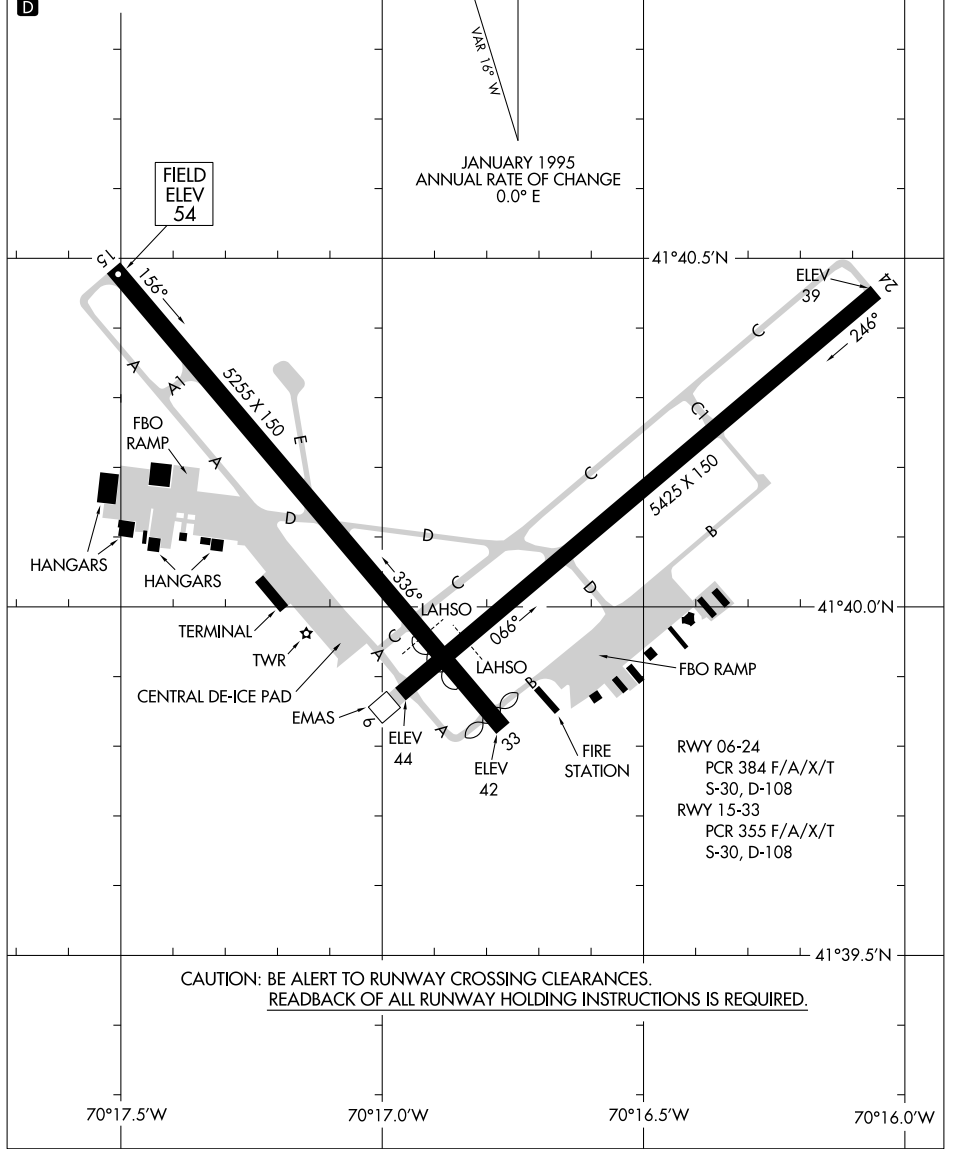 D
VAR 16° W
JANUARY 1995
ANNUAL RATE OF CHANGE
0.0° E
FIELD
ELEV
54
15
156°
41°40.5'N
ELEV
39
24
246°
C
A
A1
5255 X 150
FBO
RAMP
E
C1
A
C
5425 X 150
D
D
B
HANGARS
HANGARS
336°
C
D
LAHSO
41°40.0'N
TERMINAL
C
066°
TWR
A
LAHSO
FBO RAMP
CENTRAL DE-ICE PAD
B
EMAS
6
ELEV
44
A
33
ELEV
42
FIRE
STATION
RWY 06-24
PCR 384 F/A/X/T
S-30, D-108
RWY 15-33
PCR 355 F/A/X/T
S-30, D-108
41°39.5'N
CAUTION: BE ALERT TO RUNWAY CROSSING CLEARANCES.
READBACK OF ALL RUNWAY HOLDING INSTRUCTIONS IS REQUIRED.
70°17.5'W
70°17.0'W
70°16.5'W
70°16.0'W